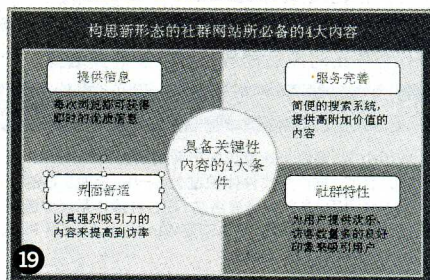 构思新形态的社群网站所必备的4大内容
提供信息
每次浏览都可获得
即时的优质信息
服务完善
简便的搜索系统，
提供高附加价值的
内容
具备关键性
内容的4大条
件
界面舒适
以具强烈吸引力的
内容来提高到访率
社群特性
为用户提供欢乐、
访客数量多的良好
印象来吸引用户
19